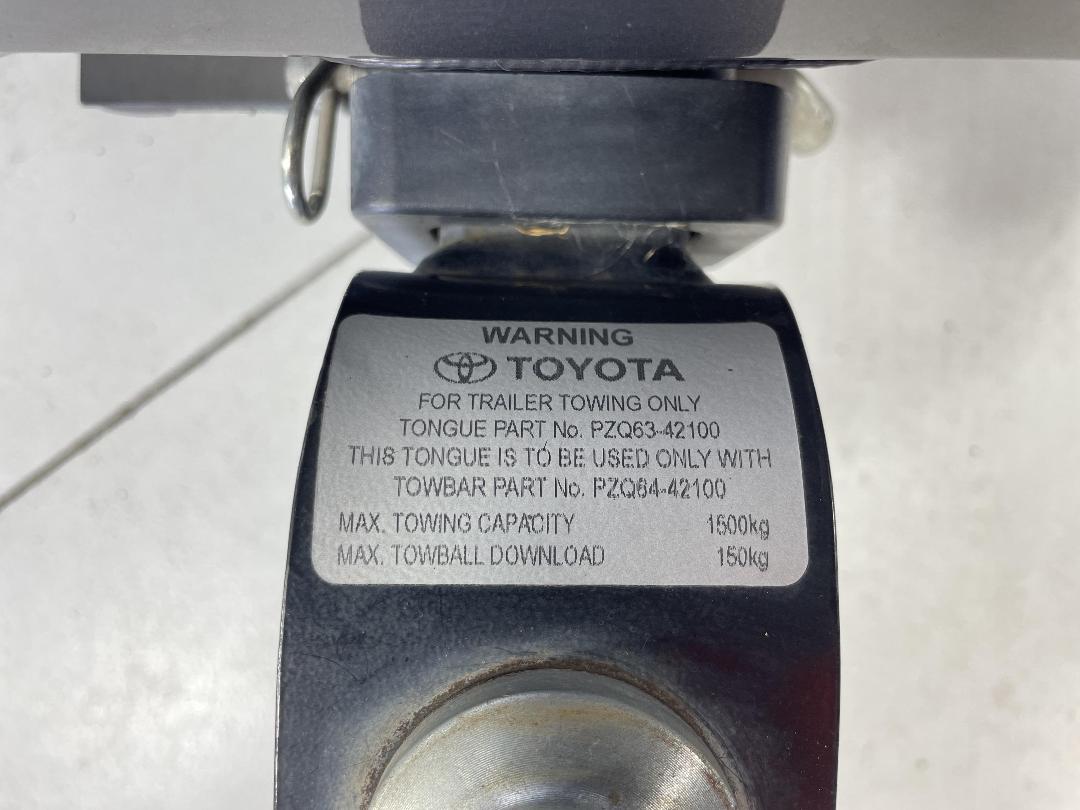 WARNING
TOYOTA
FOR TRAILER TOWING ONLY
TONGUE PART No. PZQ63-42100
THIS TONGUE IS TO BE USED ONLY WITH
TOWBAR PART No. PZQ64-42100
MAX. TOWING CAPACITY 1500kg
MAX. TOWBALL DOWNLOAD 150kg